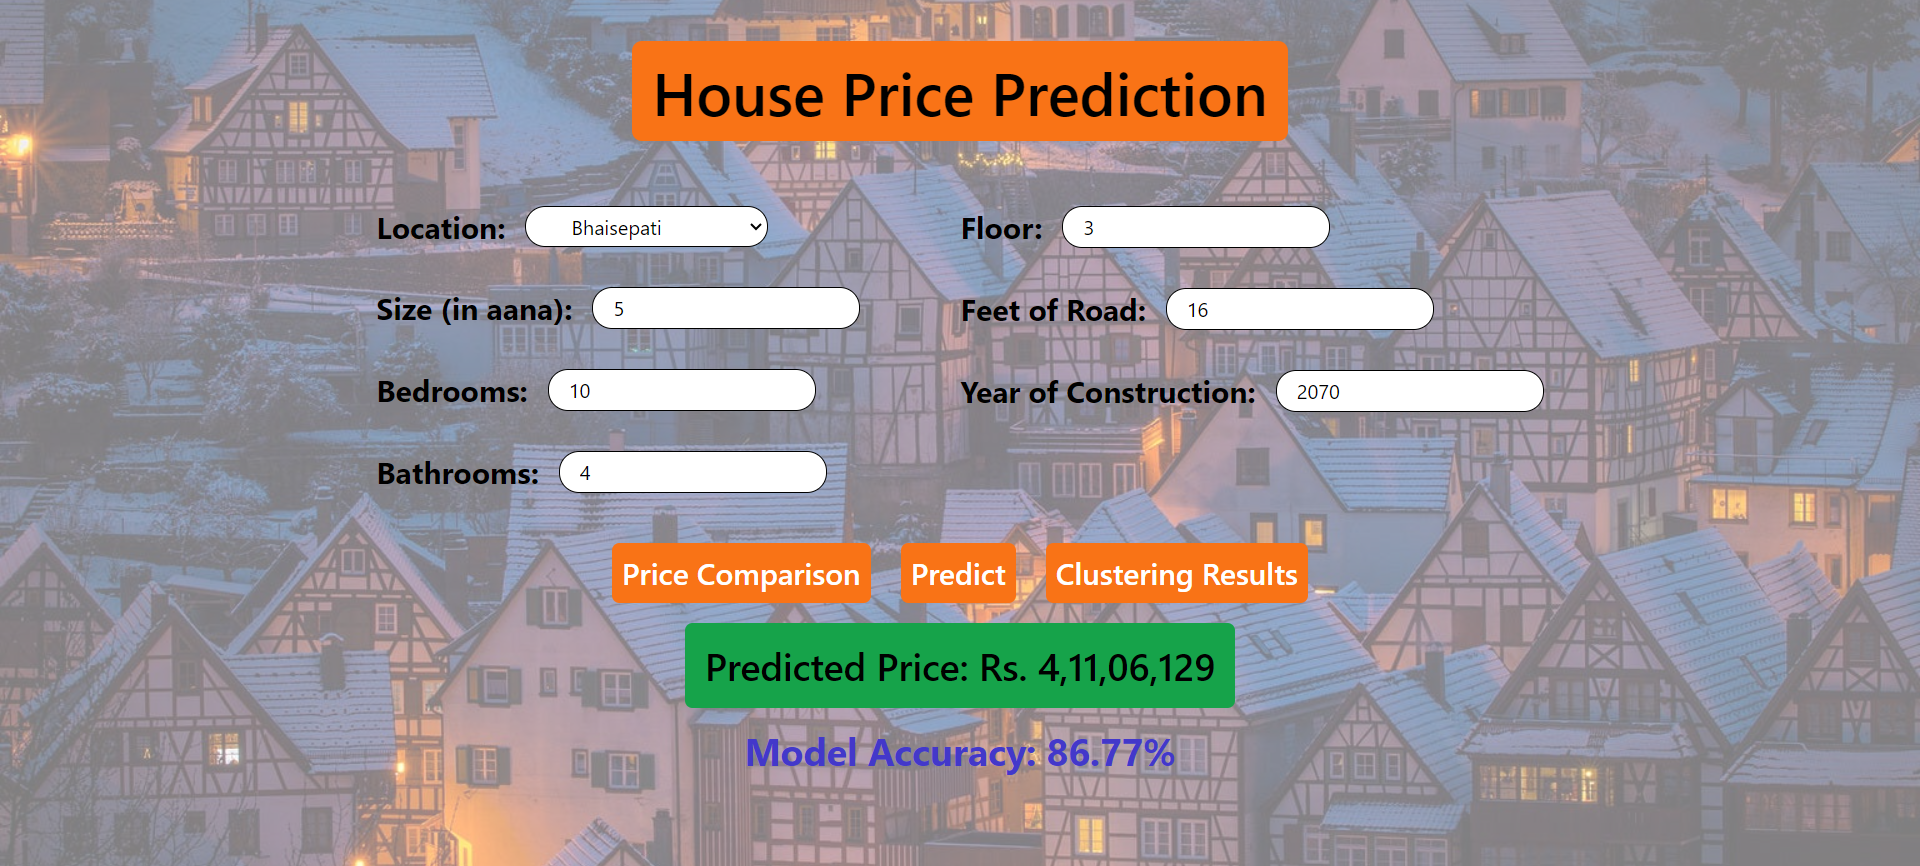 House Price Prediction
Location: Bhaisepati
Floor: 3
Size (in aana): 5
Feet of Road: 16
Bedrooms: 10
Year of Construction: 2070
Bathrooms: 4
Price Comparison
Predict
Clustering Results
Predicted Price: Rs. 4,11,06,129
Model Accuracy: 86.77%